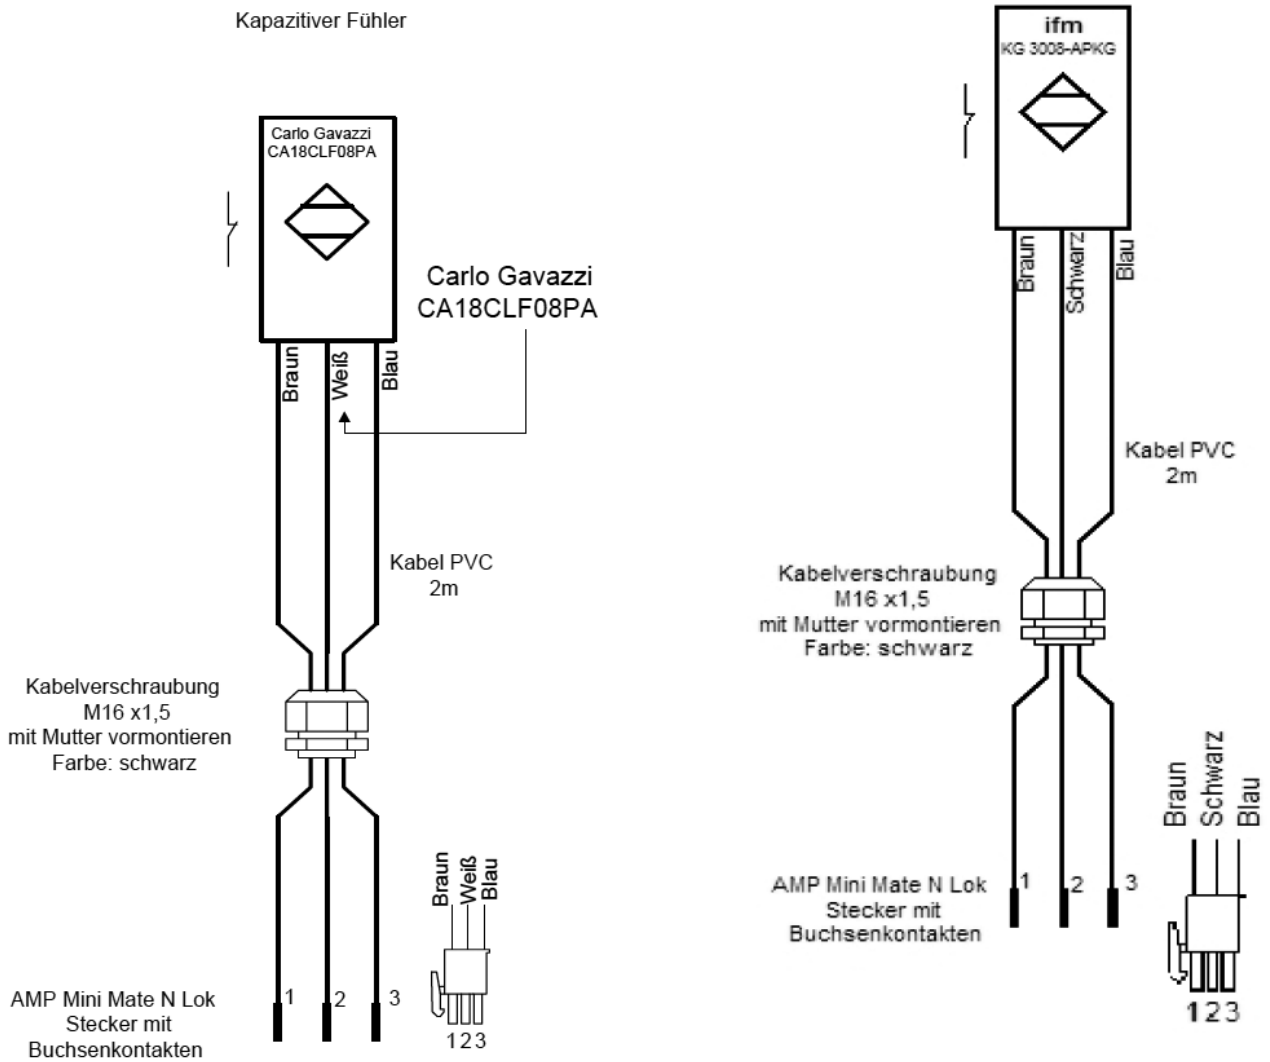 Kapazitiver Fühler
Carlo Gavazzi
CA18CLF08PA
Carlo Gavazzi
CA18CLF08PA
Braun
Weiß
Blau
Kabel PVC
2m
Kabelverschraubung
M16 x1,5
mit Mutter vormontieren
Farbe: schwarz
Braun
Weiß
Blau
1
2
3
AMP Mini Mate N Lok
Stecker mit
Buchsenkontakten
123
ifm
KG 3008-APKG
Braun
Schwarz
Blau
Kabel PVC
2m
Kabelverschraubung
M16 x1,5
mit Mutter vormontieren
Farbe: schwarz
Braun
Schwarz
Blau
1
2
3
AMP Mini Mate N Lok
Stecker mit
Buchsenkontakten
123